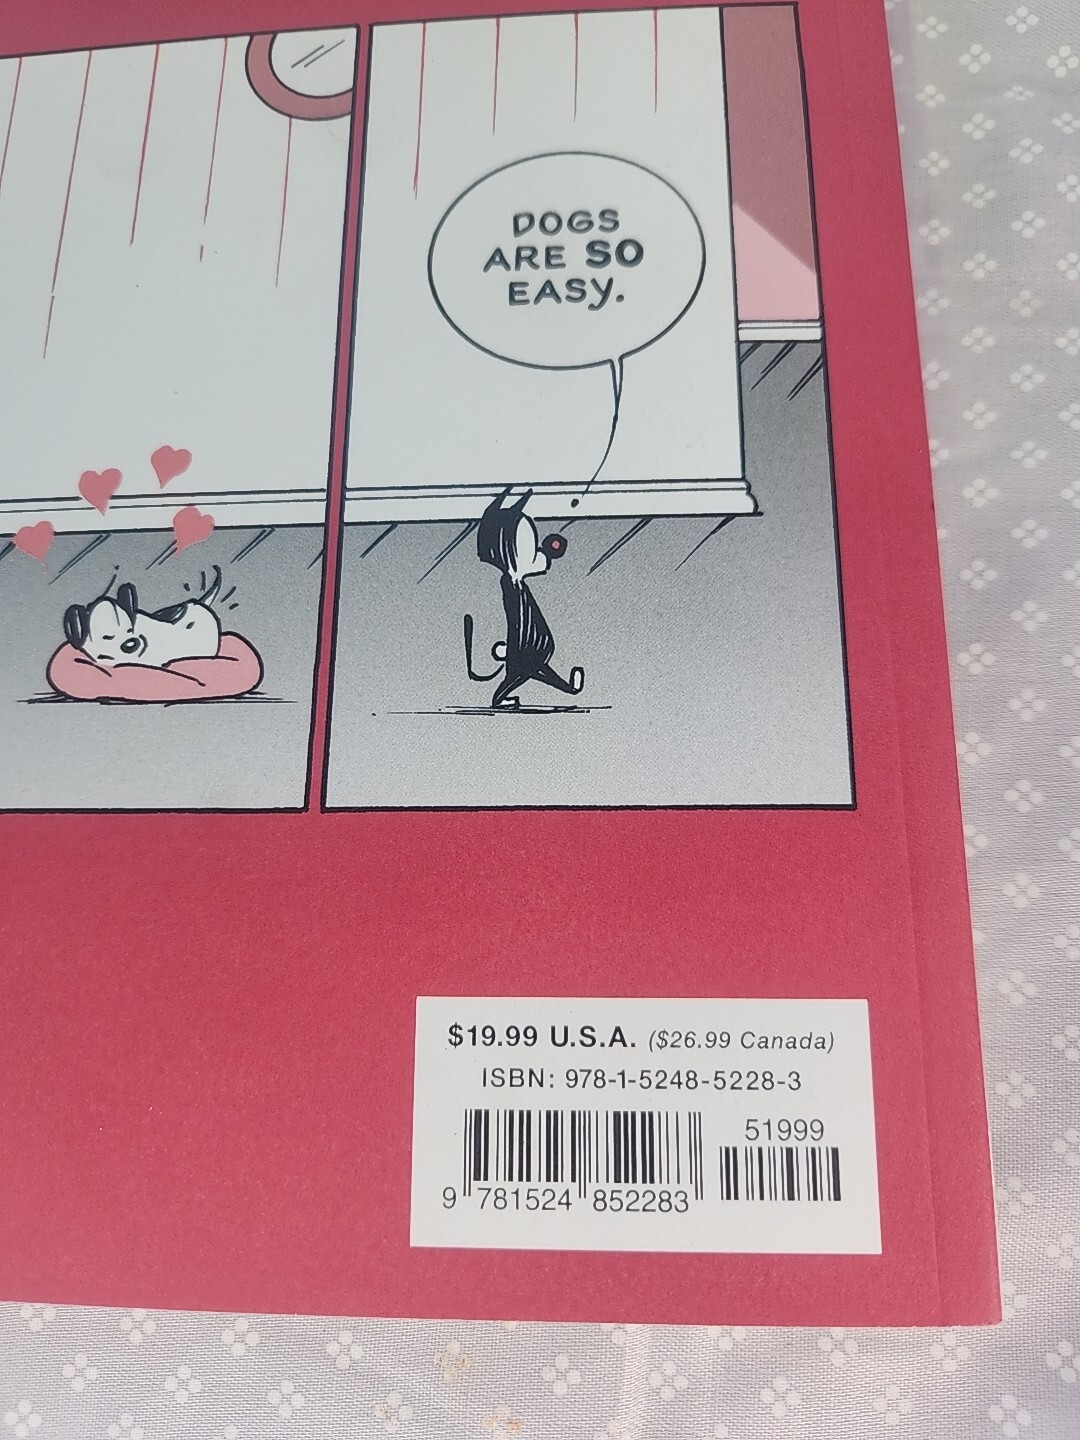 DOGS
ARE SO
EASY.
$19.99 U.S.A. ($26.99 Canada)
ISBN: 978-1-5248-5228-3
51999
9 781524 852283